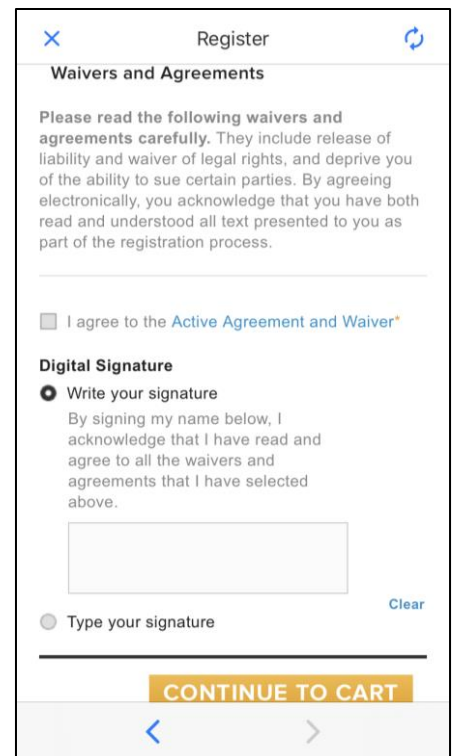 Register
Waivers and Agreements
Please read the following waivers and
agreements carefully. They include release of
liability and waiver of legal rights, and deprive you
of the ability to sue certain parties. By agreeing
electronically, you acknowledge that you have both
read and understood all text presented to you as
part of the registration process.
I agree to the Active Agreement and Waiver*
Digital Signature
Write your signature
By signing my name below, I
acknowledge that I have read and
agree to all the waivers and
agreements that I have selected
above.
Clear
Type your signature
CONTINUE TO CART